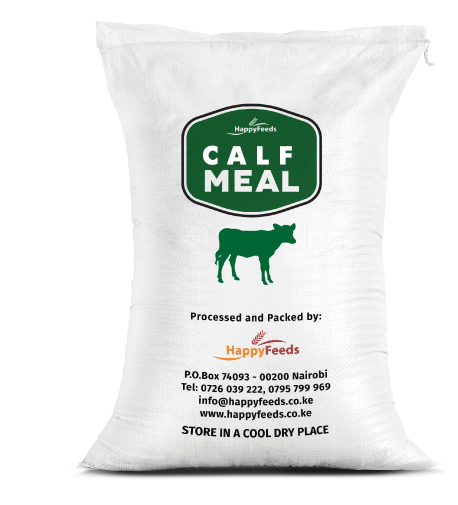 HappyFeeds
CALF
MEAL
Processed and Packed by:
HappyFeeds
P.O.Box 74093 - 00200 Nairobi
Tel: 0726 039 222, 0795 799 969
info@happyfeeds.co.ke
www.happyfeeds.co.ke
STORE IN A COOL DRY PLACE